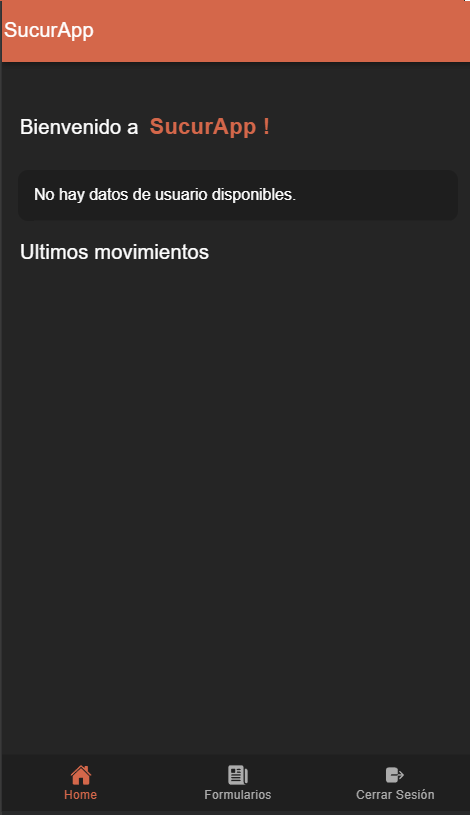 SucurApp
Bienvenido a SucurApp !
No hay datos de usuario disponibles.
Ultimos movimientos
Home
Formularios
Cerrar Sesión